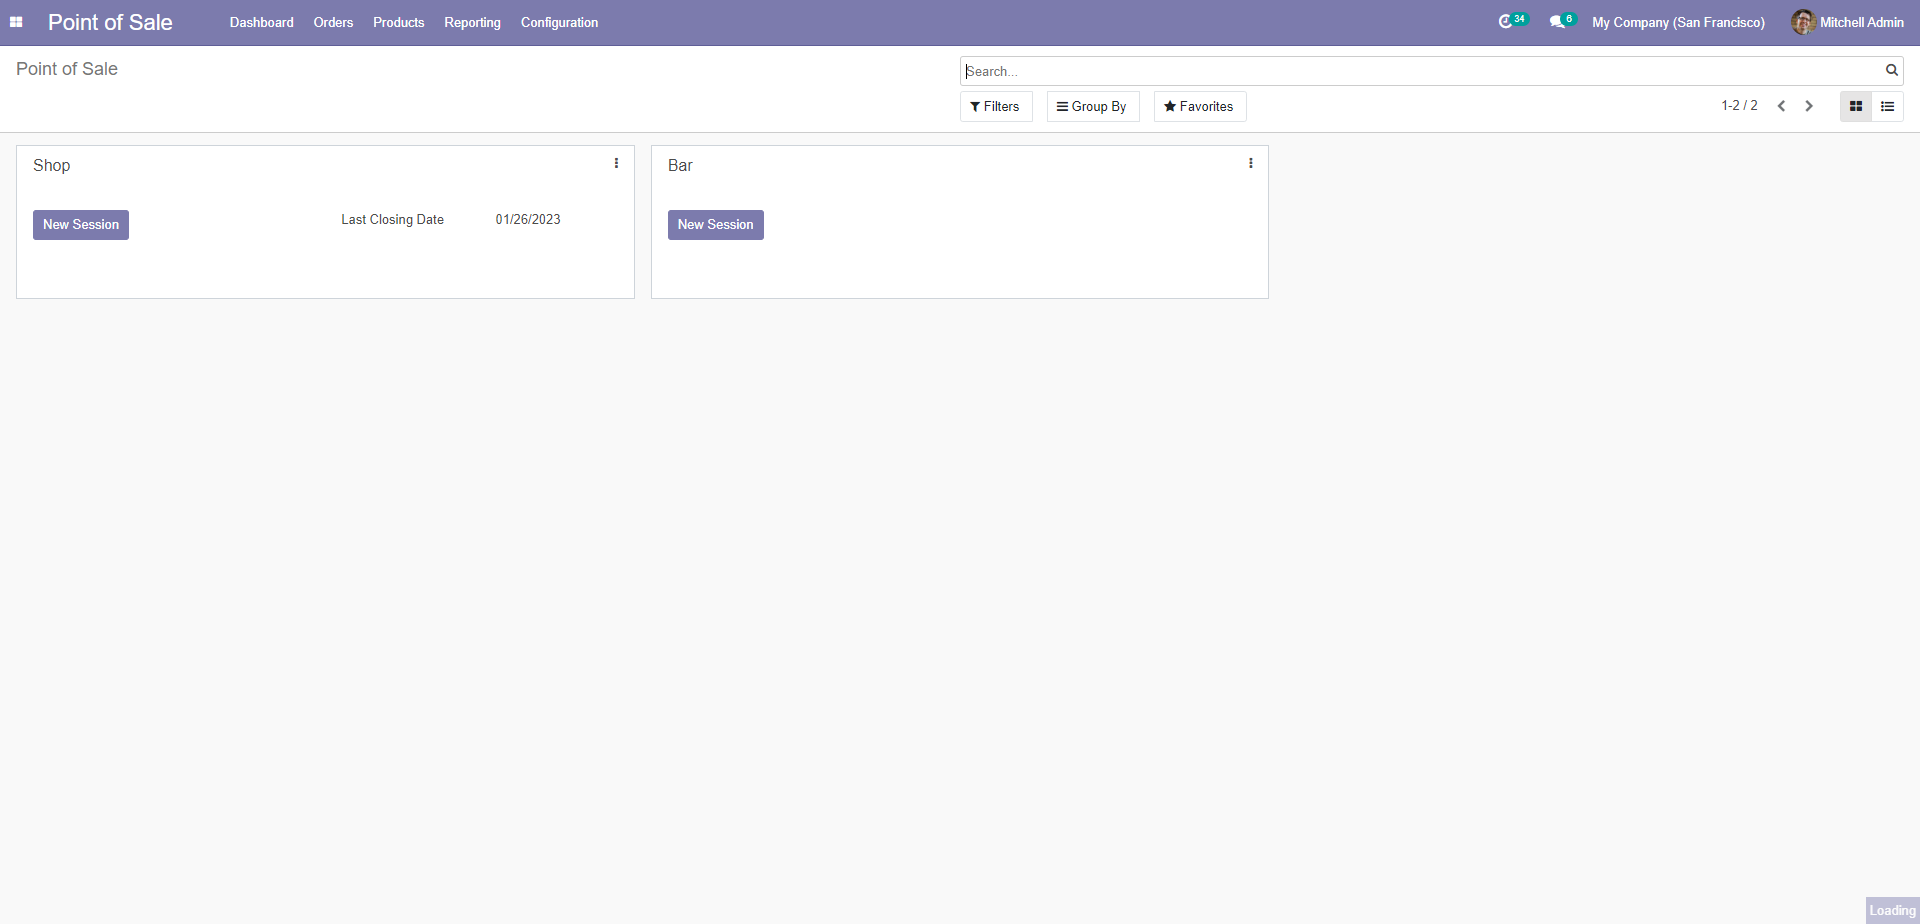 Point of Sale Dashboard Orders Products Reporting Configuration 34 6 My Company (San Francisco) Mitchell Admin
Point of Sale
Search...
Filters Group By Favorites 1-2 / 2
Shop
New Session Last Closing Date 01/26/2023
Bar
New Session
Loading